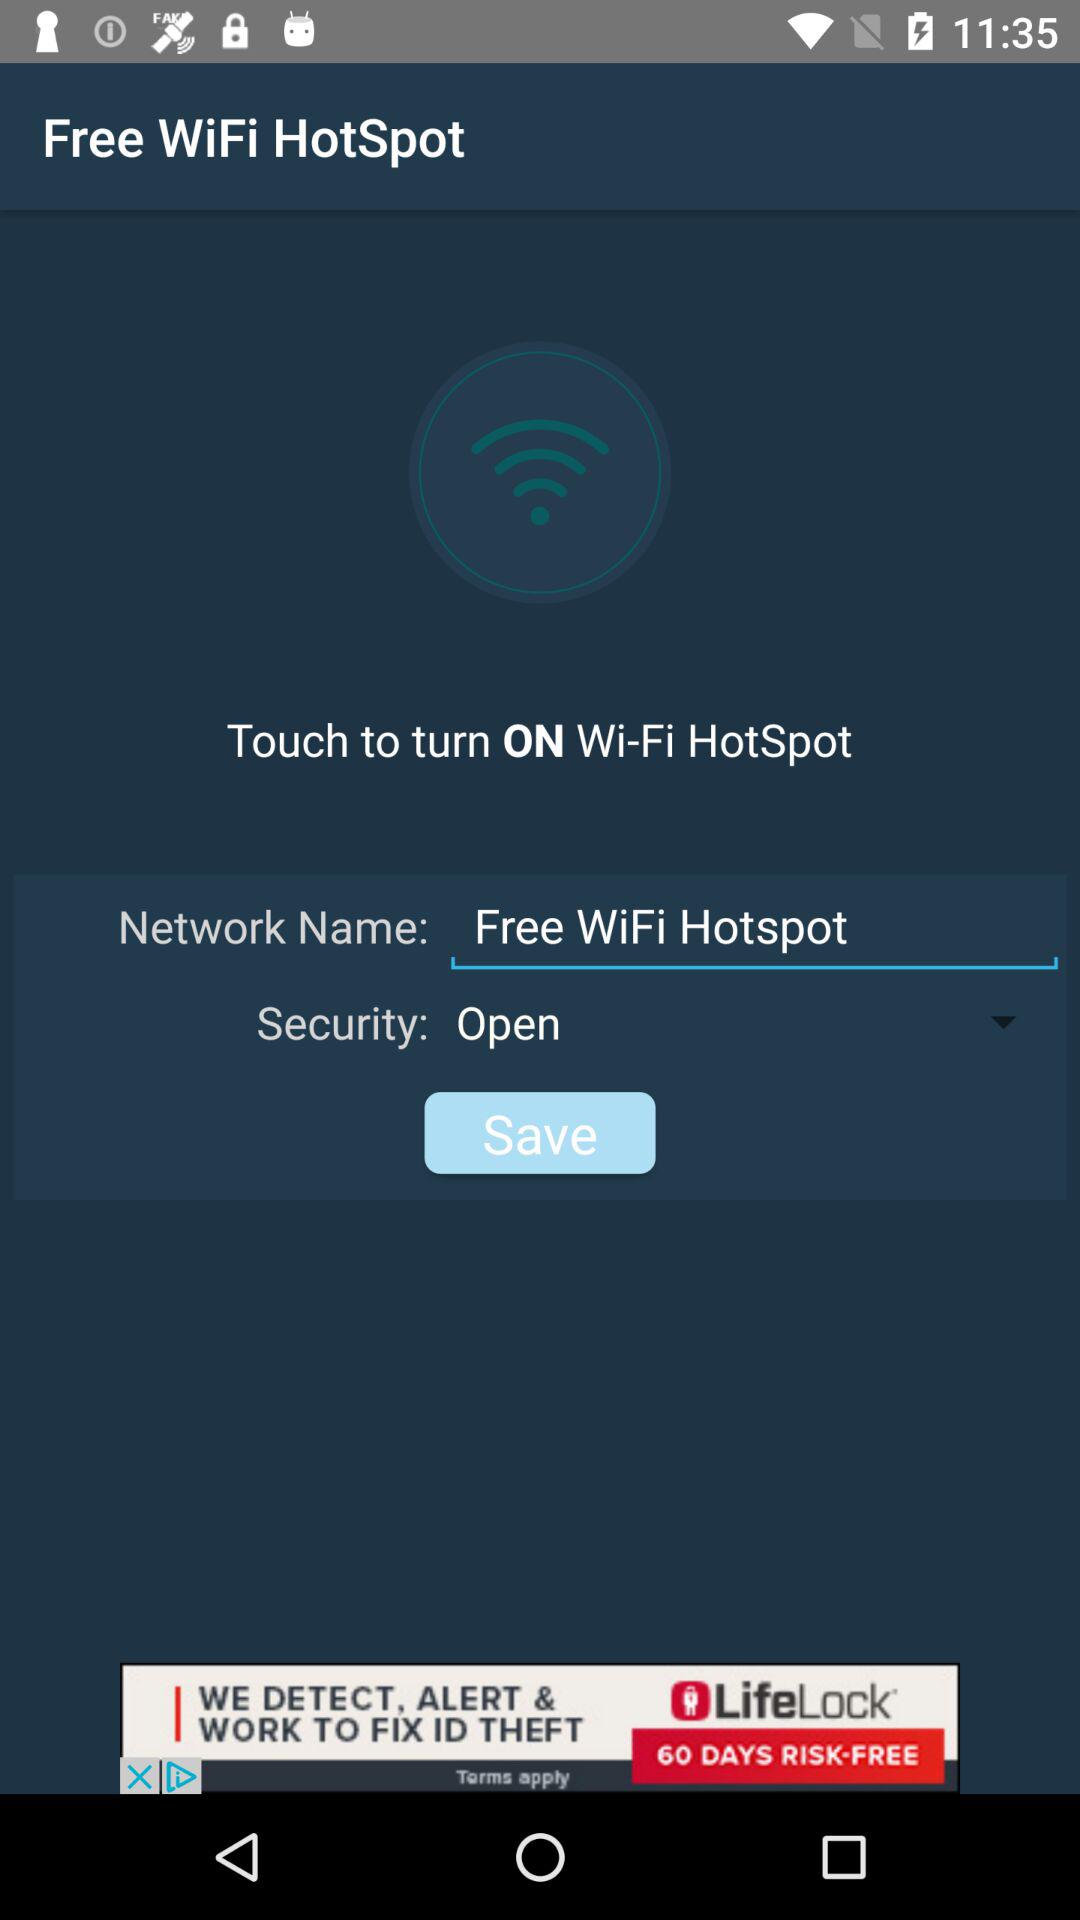 FAKE
11:35
Free WiFi HotSpot
Touch to turn ON Wi-Fi HotSpot
Network Name: Free WiFi Hotspot
Security: Open
Save
WE DETECT, ALERT &
WORK TO FIX ID THEFT
LifeLock
60 DAYS RISK-FREE
Terms apply